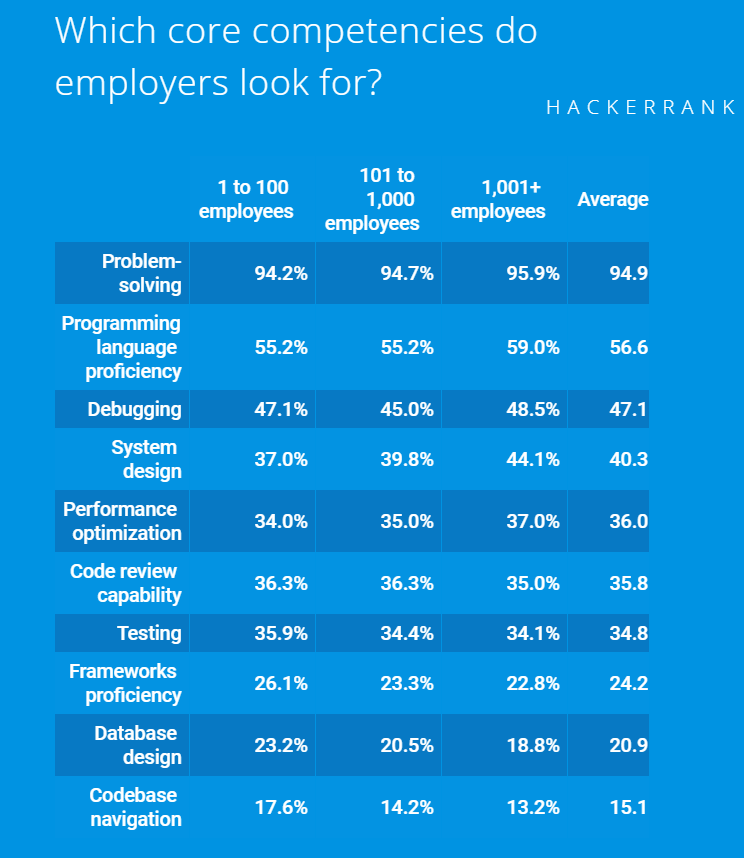 Which core competencies do
employers look for?
HACKERRANK
1 to 100
employees
101 to
1,000
employees
1,001+
employees
Average
Problem-
solving
94.2% 94.7% 95.9% 94.9
Programming
language
proficiency
55.2% 55.2% 59.0% 56.6
Debugging 47.1% 45.0% 48.5% 47.1
System
design
37.0% 39.8% 44.1% 40.3
Performance
optimization
34.0% 35.0% 37.0% 36.0
Code review
capability
36.3% 36.3% 35.0% 35.8
Testing 35.9% 34.4% 34.1% 34.8
Frameworks
proficiency
26.1% 23.3% 22.8% 24.2
Database
design
23.2% 20.5% 18.8% 20.9
Codebase
navigation
17.6% 14.2% 13.2% 15.1